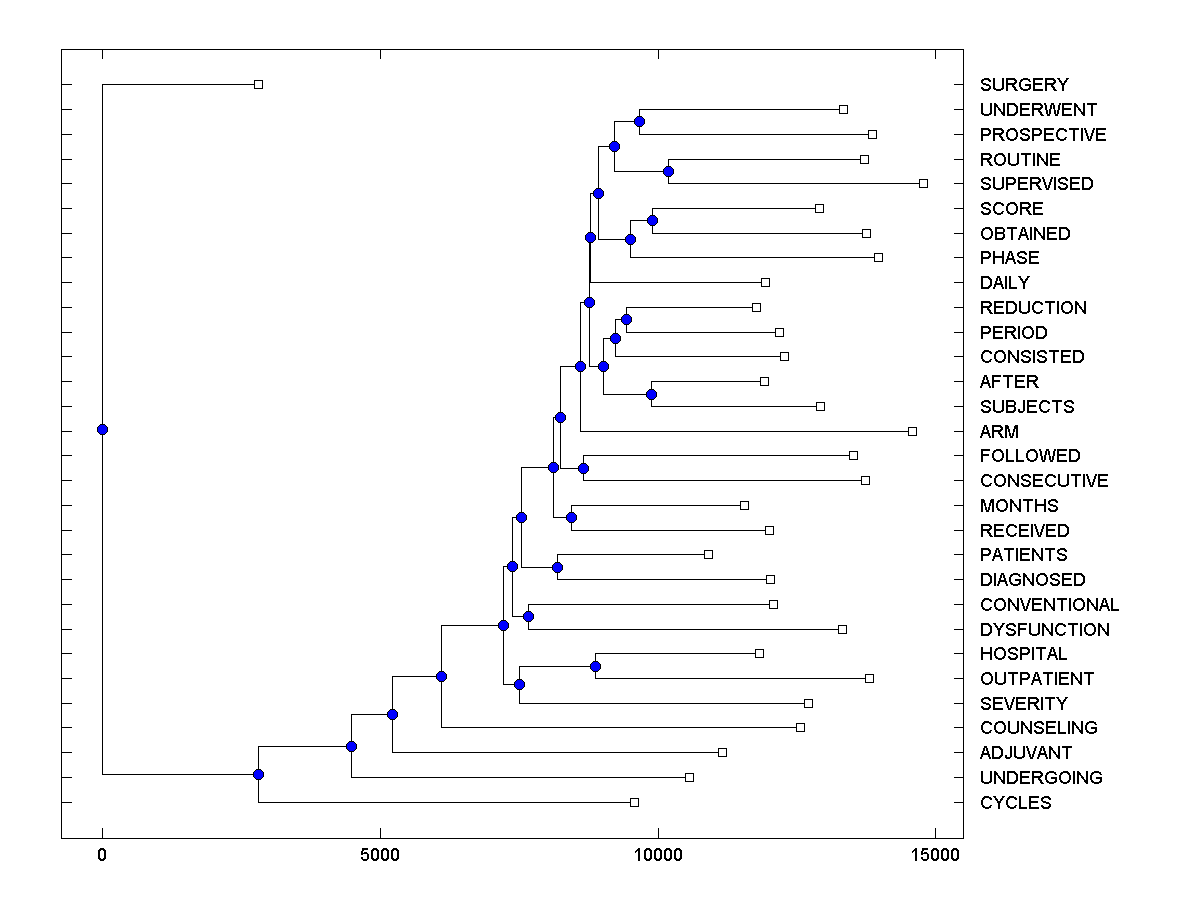 SURGERY
UNDERWENT
PROSPECTIVE
ROUTINE
SUPERVISED
SCORE
OBTAINED
PHASE
DAILY
REDUCTION
PERIOD
CONSISTED
AFTER
SUBJECTS
ARM
FOLLOWED
CONSECUTIVE
MONTHS
RECEIVED
PATIENTS
DIAGNOSED
CONVENTIONAL
DYSFUNCTION
HOSPITAL
OUTPATIENT
SEVERITY
COUNSELING
ADJUVANT
UNDERGOING
CYCLES
0 5000 10000 15000